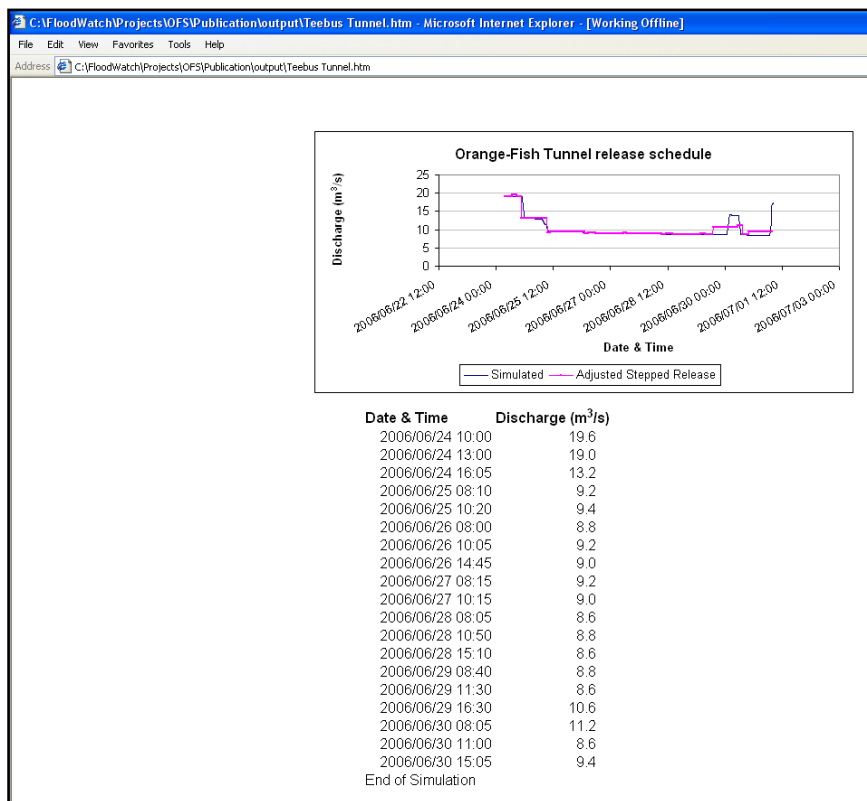 C:\FloodWatch\Projects\OFS\Publication\output\Teebus Tunnel.htm - Microsoft Internet Explorer - [Working Offline]
File Edit View Favorites Tools Help
Address C:\FloodWatch\Projects\OFS\Publication\output\Teebus Tunnel.htm
Orange-Fish Tunnel release schedule
Discharge (m³/s)
25
20
15
10
5
0
2006/06/22 12:00
2006/06/24 00:00
2006/06/25 12:00
2006/06/27 00:00
2006/06/28 12:00
2006/06/30 00:00
2006/07/01 12:00
2006/07/03 00:00
Date & Time
Simulated Adjusted Stepped Release
Date & Time Discharge (m³/s)
2006/06/24 10:00 19.6
2006/06/24 13:00 19.0
2006/06/24 16:05 13.2
2006/06/25 08:10 9.2
2006/06/25 10:20 9.4
2006/06/26 08:00 8.8
2006/06/26 10:05 9.2
2006/06/26 14:45 9.0
2006/06/27 08:15 9.2
2006/06/27 10:15 9.0
2006/06/28 08:05 8.6
2006/06/28 10:50 8.8
2006/06/28 15:10 8.6
2006/06/29 08:40 8.8
2006/06/29 11:30 8.6
2006/06/29 16:30 10.6
2006/06/30 08:05 11.2
2006/06/30 11:00 8.6
2006/06/30 15:05 9.4
End of Simulation